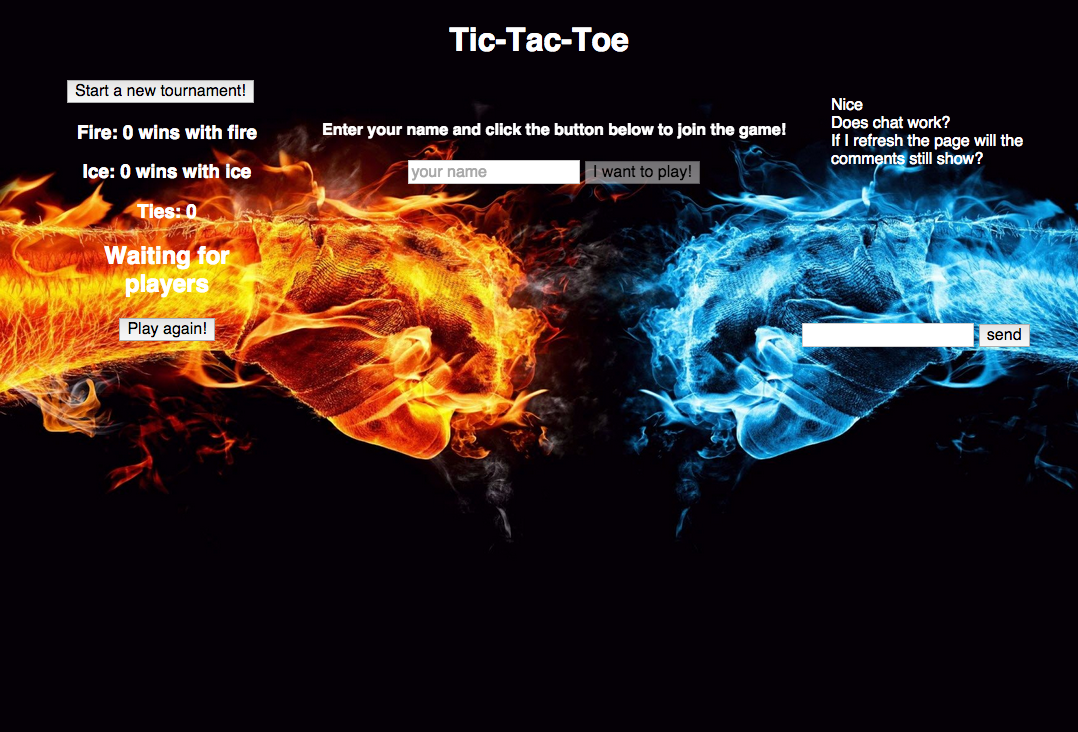 Tic-Tac-Toe
Start a new tournament!
Fire: 0 wins with fire
Ice: 0 wins with Ice
Ties: 0
Waiting for
players
Play again!
Enter your name and click the button below to join the game!
your name
I want to play!
Nice
Does chat work?
If I refresh the page will the
comments still show?
send